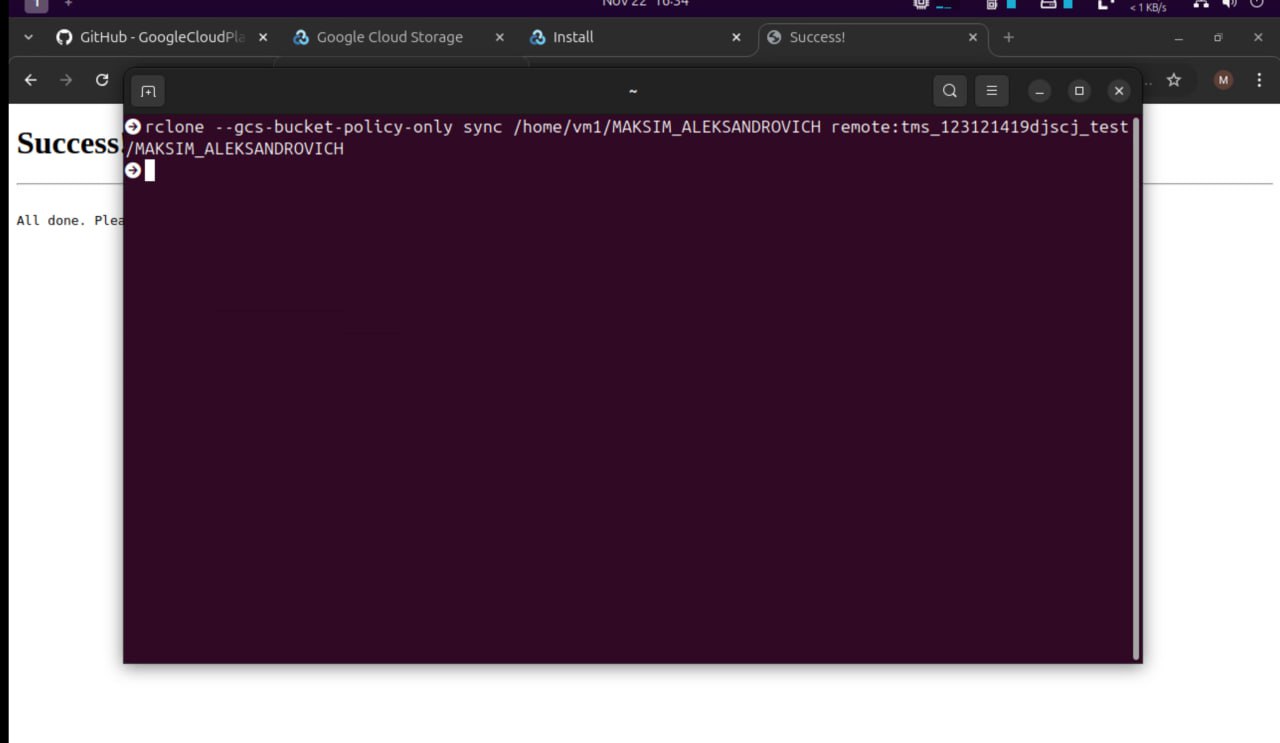 1 +
Nov 22 16:34
< 1 KB/s
GitHub - GoogleCloudPla
Google Cloud Storage
Install
Success!
M
~
Success!
All done. Plea
rclone --gcs-bucket-policy-only sync /home/vm1/MAKSIM_ALEKSANDROVICH remote:tms_123121419djscj_test
/MAKSIM_ALEKSANDROVICH